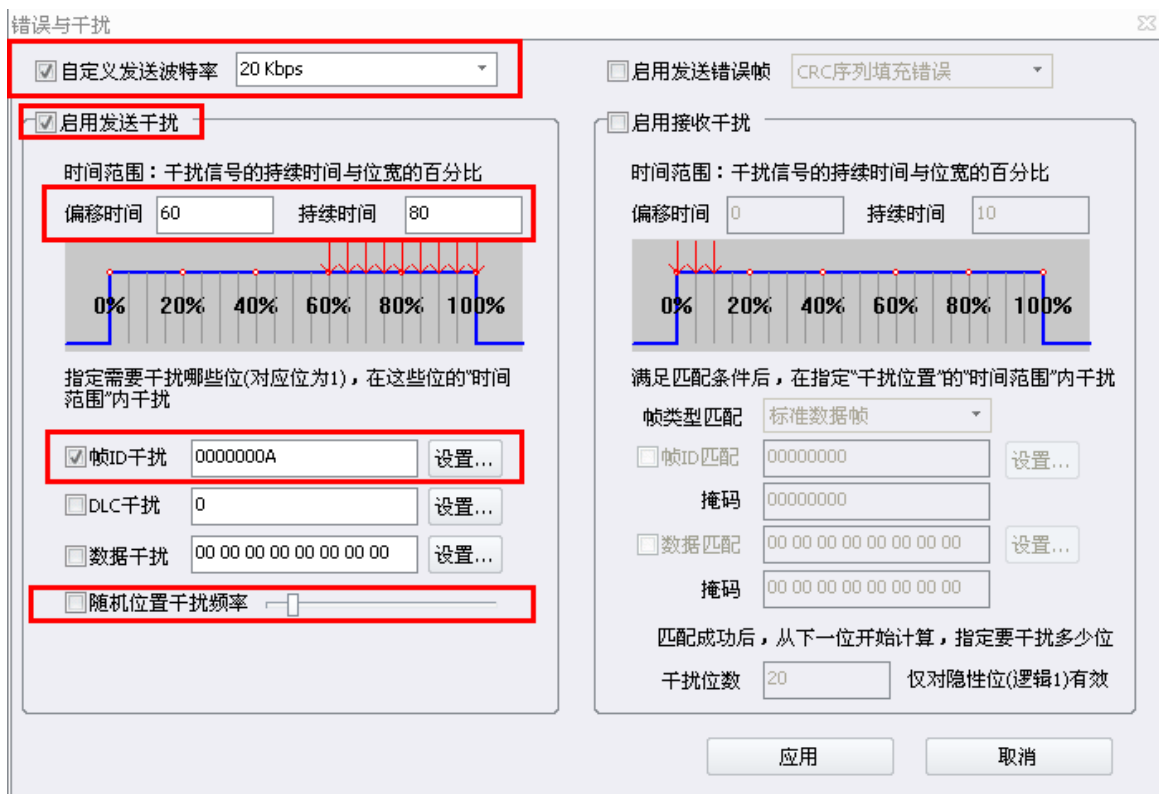 错误与干扰
自定义发送波特率 20 Kbps
启用发送干扰
时间范围：干扰信号的持续时间与位宽的百分比
偏移时间 60 持续时间 80
0% 20% 40% 60% 80% 100%
指定需要干扰哪些位(对应位为1)，在这些位的"时间
范围"内干扰
帧ID干扰 0000000A 设置...
DLC干扰 0 设置...
数据干扰 00 00 00 00 00 00 00 00 设置...
随机位置干扰频率
启用发送错误帧 CRC序列填充错误
启用接收干扰
时间范围：干扰信号的持续时间与位宽的百分比
偏移时间 0 持续时间 10
0% 20% 40% 60% 80% 100%
满足匹配条件后，在指定"干扰位置"的"时间范围"内干扰
帧类型匹配 标准数据帧
帧ID匹配 00000000 设置...
掩码 00000000
数据匹配 00 00 00 00 00 00 00 00 设置...
掩码 00 00 00 00 00 00 00 00
匹配成功后，从下一位开始计算，指定要干扰多少位
干扰位数 20 仅对隐性位(逻辑1)有效
应用 取消